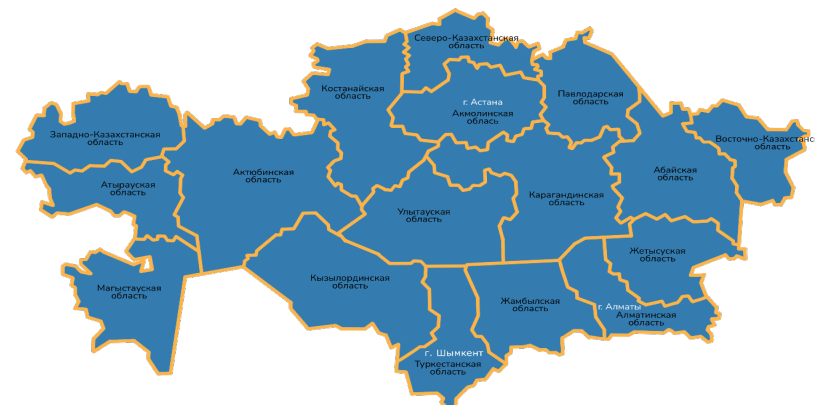 Северо-Казахстанская
область
Костанайская
область
г. Астана
Акмолинская
облась
Павлодарская
область
Западно-Казахстанская
область
Восточно-Казахстанс
область
Атырауская
область
Актюбинская
область
Абайская
область
Улытауская
область
Карагандинская
область
Жетысуская
область
Магыстауская
область
Кызылординская
область
Жамбылская
область
г. Алматы
Алматинская
область
г. Шымкент
Туркестанская
область